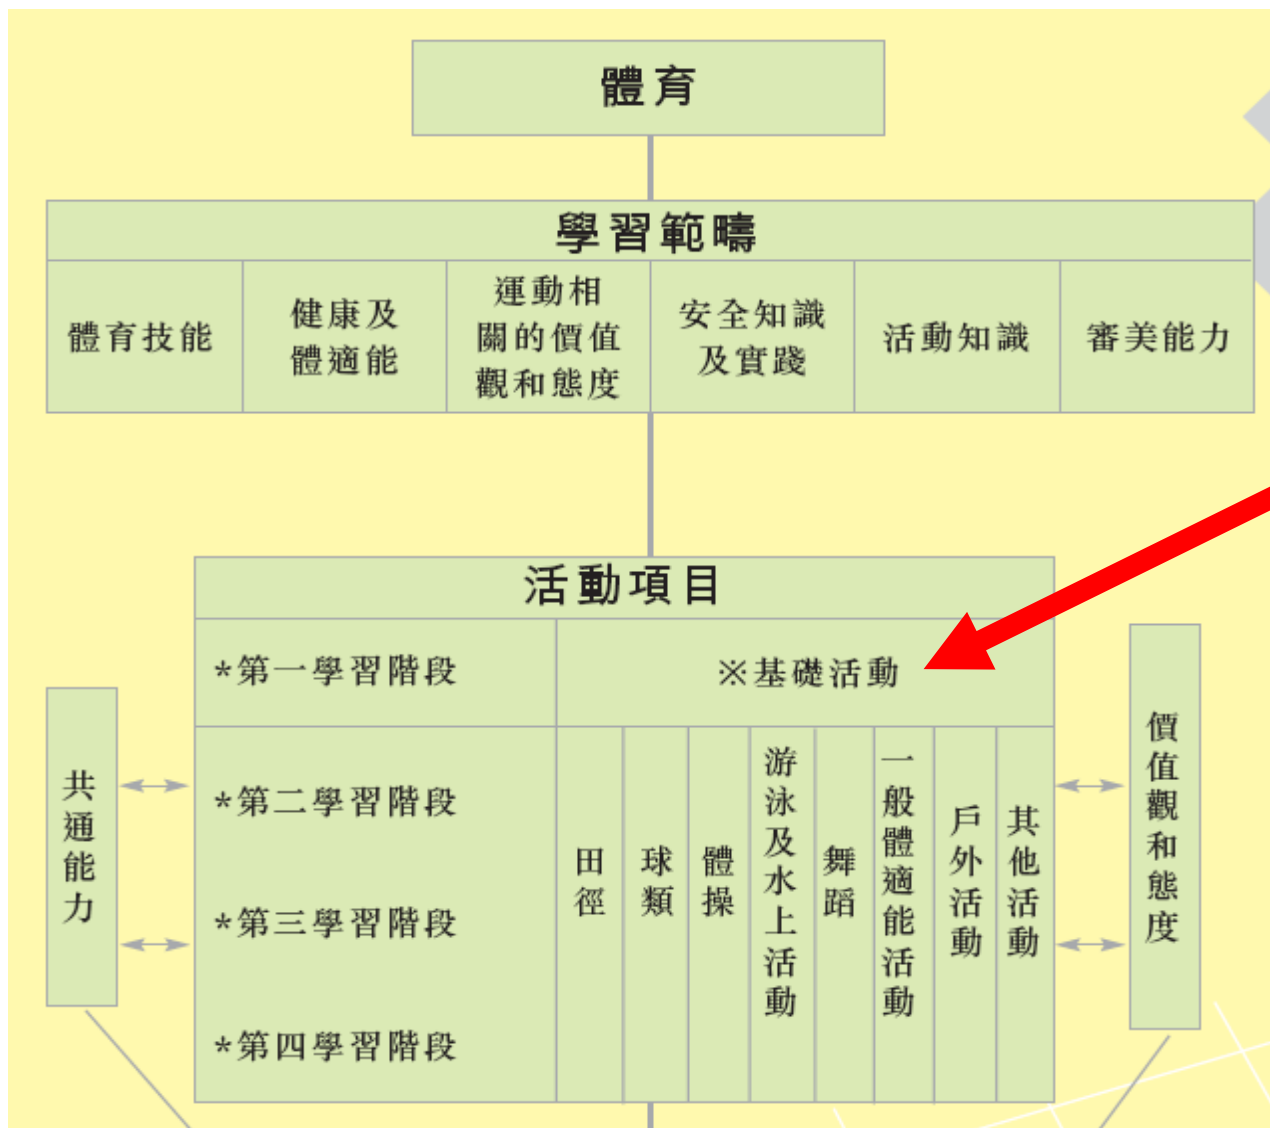 體育
學習範疇
體育技能
健康及
體適能
運動相
關的價值
觀和態度
安全知識
及實踐
活動知識
審美能力
活動項目
*第一學習階段
※基礎活動
*第二學習階段
*第三學習階段
*第四學習階段
田徑
球類
體操
游泳及水上活動
舞蹈
一般體適能活動
戶外活動
其他活動
共通能力
價值觀和態度